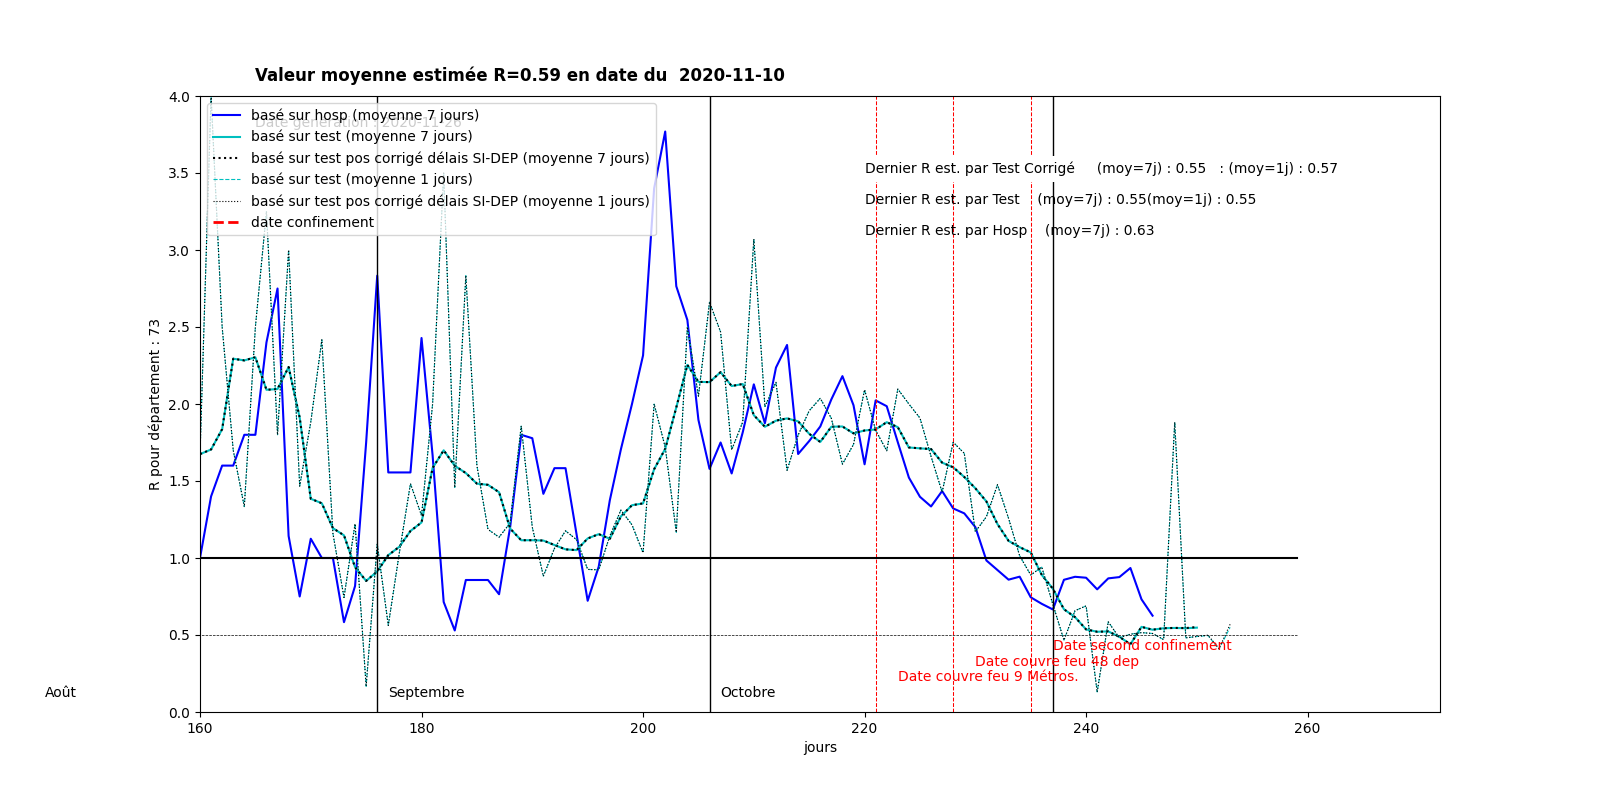 Valeur moyenne estimée R=0.59 en date du  2020-11-10
4.0
3.5
3.0
2.5
2.0
1.5
1.0
0.5
0.0
R pour département : 73
basé sur hosp (moyenne 7 jours)
Date génération : 2020-11-26
basé sur test (moyenne 7 jours)
basé sur test pos corrigé délais SI-DEP (moyenne 7 jours)
basé sur test (moyenne 1 jours)
basé sur test pos corrigé délais SI-DEP (moyenne 1 jours)
date confinement
Dernier R est. par Test Corrigé     (moy=7j) : 0.55   : (moy=1j) : 0.57
Dernier R est. par Test    (moy=7j) : 0.55(moy=1j) : 0.55
Dernier R est. par Hosp    (moy=7j) : 0.63
Date second confinement
Date couvre feu 48 dep
Date couvre feu 9 Métros.
Août
Septembre
Octobre
160
180
200
220
240
260
jours